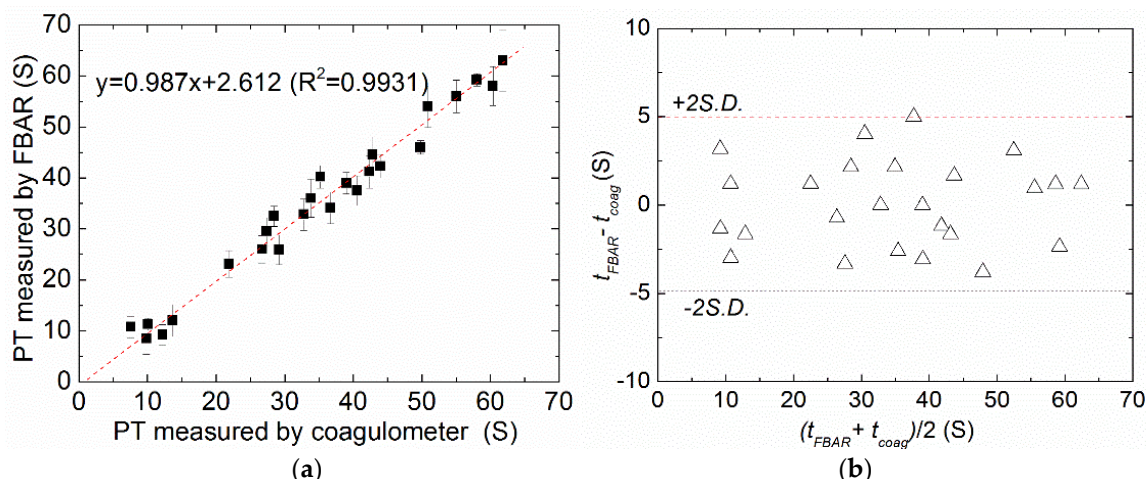 70
60
50
40
30
20
10
0
y=0.987x+2.612 (R²=0.9931)
PT measured by FBAR (S)
0 10 20 30 40 50 60 70
PT measured by coagulometer (S)
(a)
10
5
0
-5
-10
+2S.D.
-2S.D.
t_FBAR - t_coag (S)
0 10 20 30 40 50 60 70
(t_FBAR + t_coag)/2 (S)
(b)